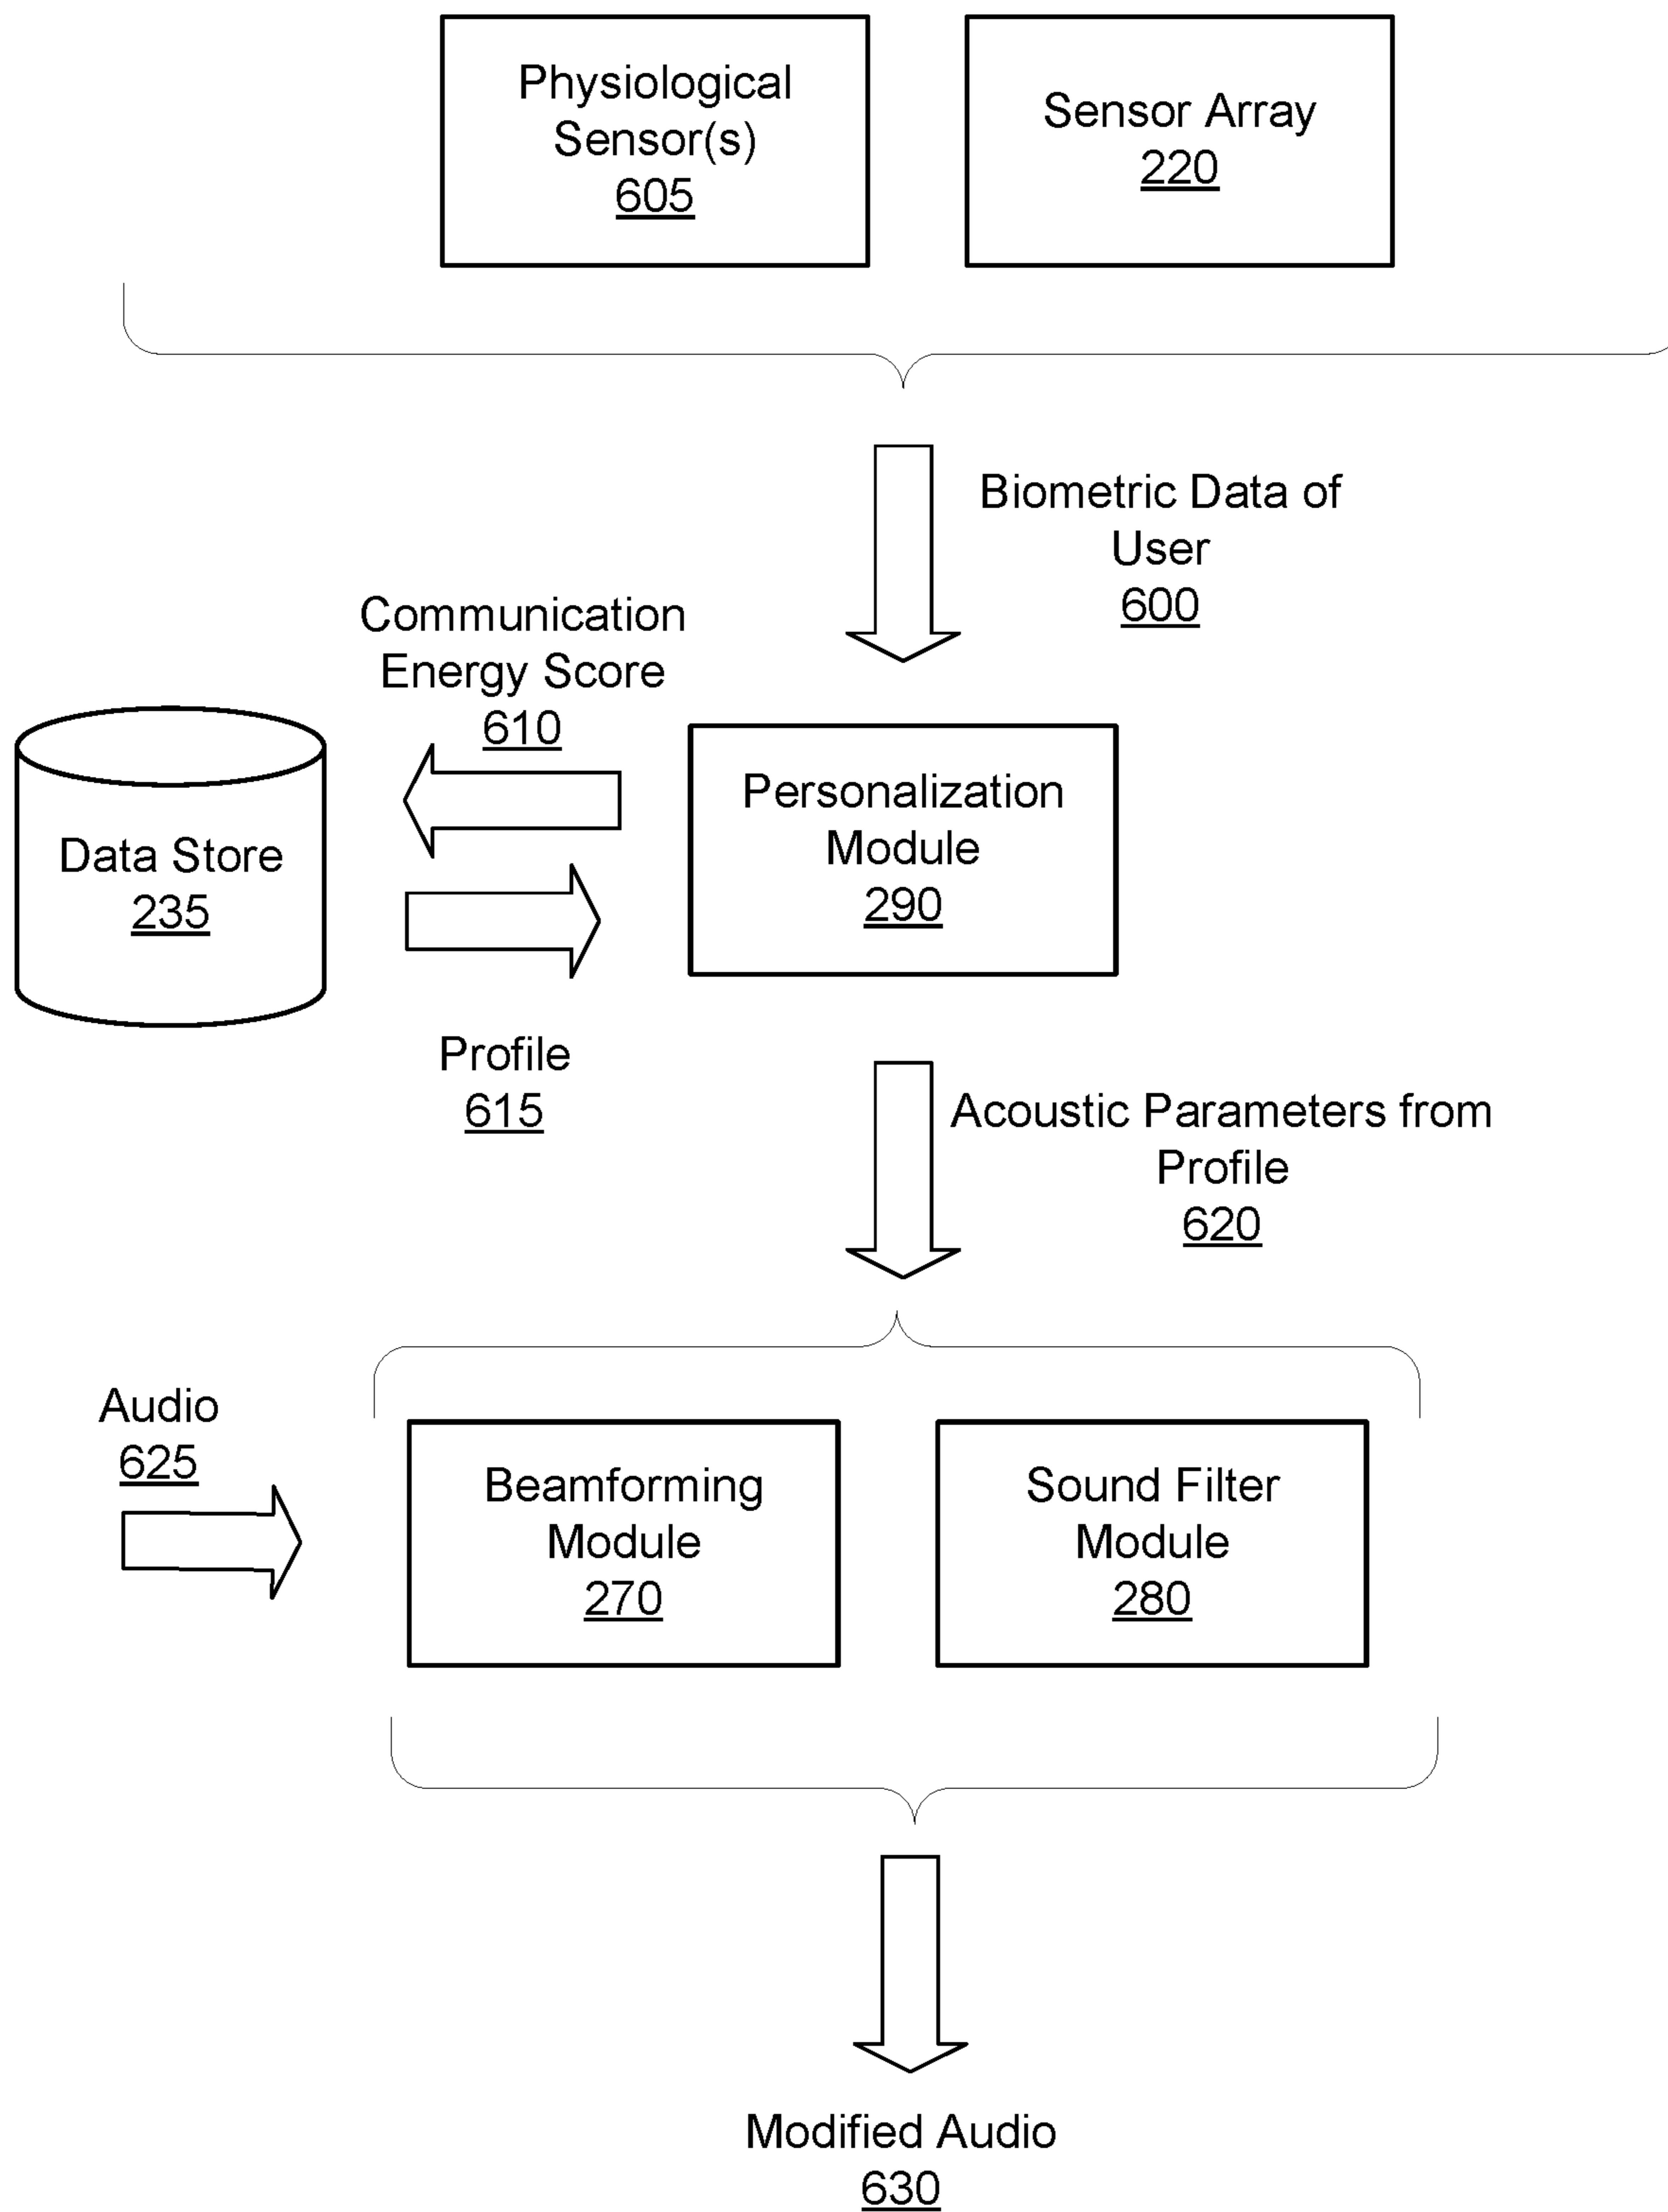 Physiological
Sensor(s)
605
Sensor Array
220
Biometric Data of
User
600
Communication
Energy Score
610
Data Store
235
Personalization
Module
290
Profile
615
Acoustic Parameters from
Profile
620
Audio
625
Beamforming
Module
270
Sound Filter
Module
280
Modified Audio
630